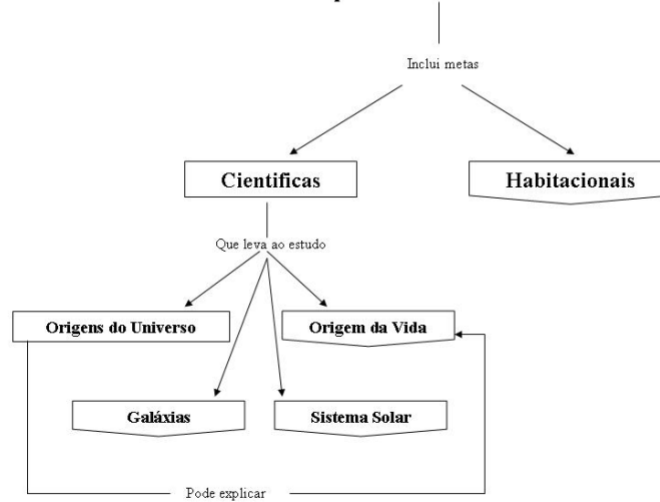 Inclui metas
Cientificas
Habitacionais
Que leva ao estudo
Origens do Universo
Origem da Vida
Galáxias
Sistema Solar
Pode explicar